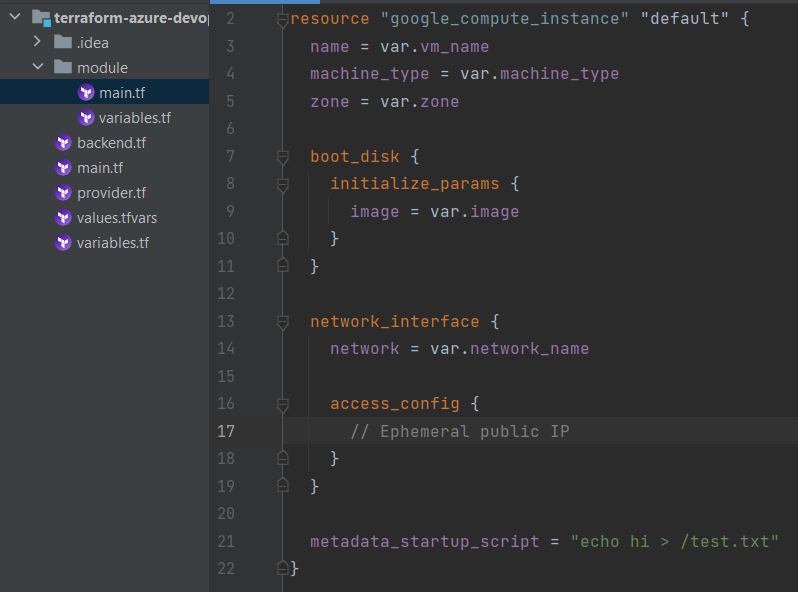 terraform-azure-devop
.idea
module
main.tf
variables.tf
backend.tf
main.tf
provider.tf
values.tfvars
variables.tf
2 resource "google_compute_instance" "default" {
3 name = var.vm_name
4 machine_type = var.machine_type
5 zone = var.zone
6
7 boot_disk {
8 initialize_params {
9 image = var.image
10 }
11 }
12
13 network_interface {
14 network = var.network_name
15
16 access_config {
17 // Ephemeral public IP
18 }
19 }
20
21 metadata_startup_script = "echo hi > /test.txt"
22 }